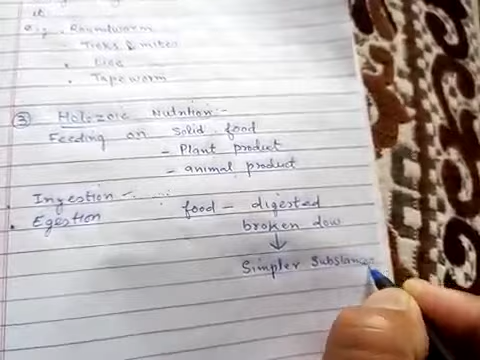 it.
e.g. Roundworm
• Ticks & mites
• Lice
• Tapeworm
③ Holozoic Nutrition :-
Feeding on Solid food
- Plant product
- animal product
• Ingestion -
• Egestion
food - digested
broken dow
↓
Simpler Substance